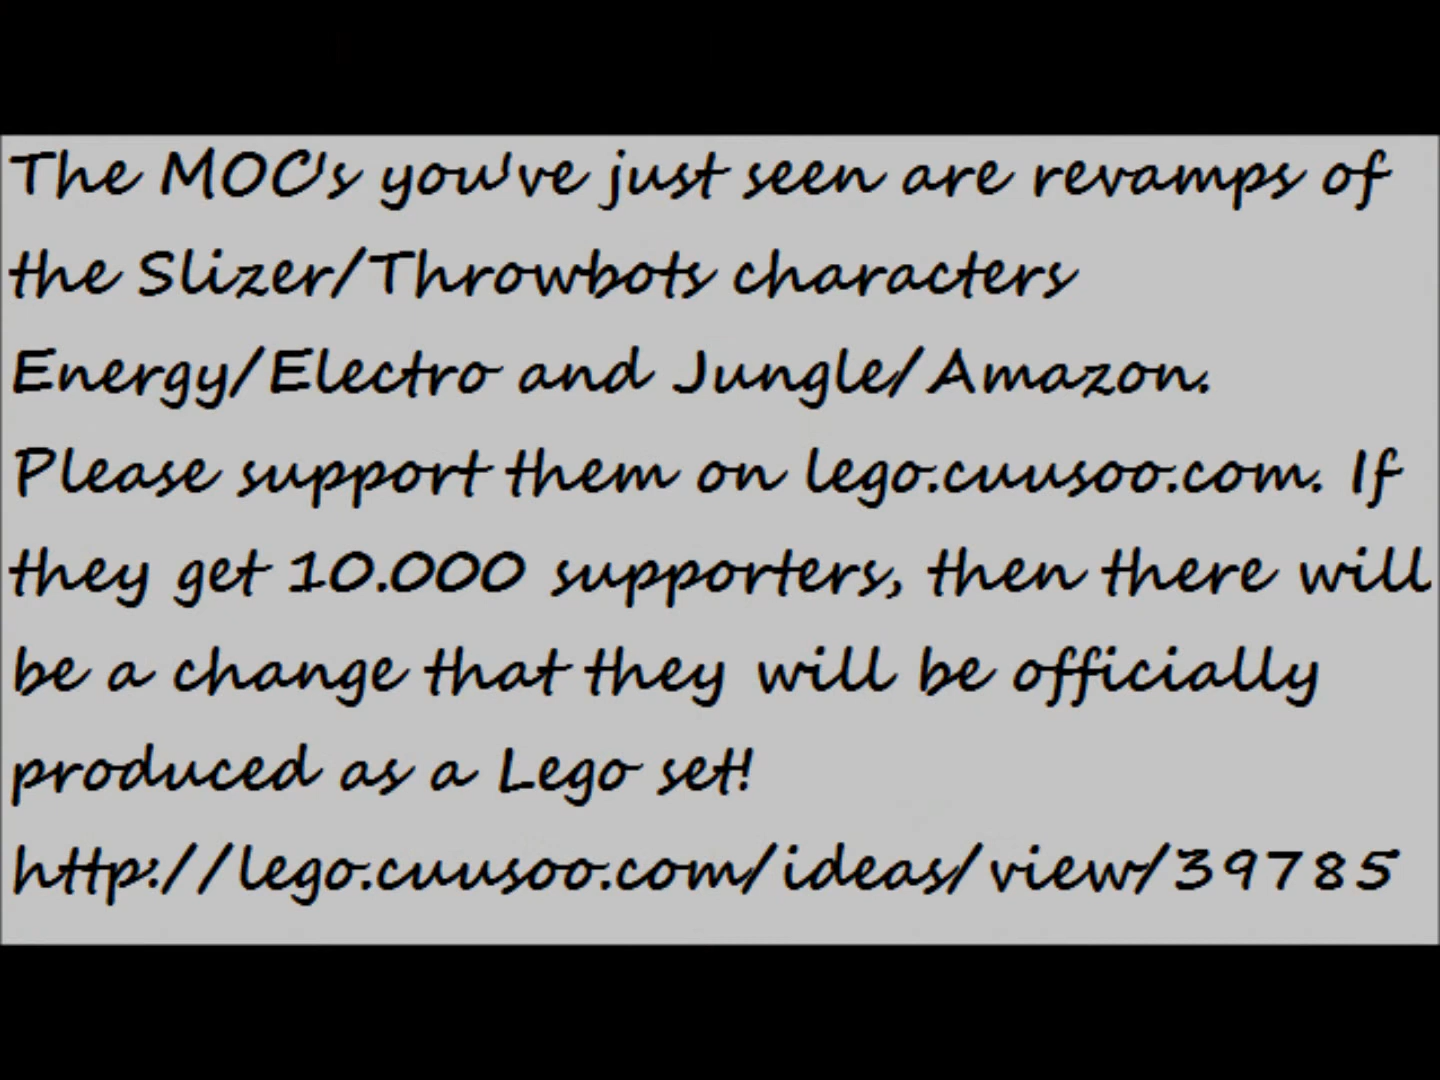 The MOC's you've just seen are revamps of
the Slizer/Throwbots characters
Energy/Electro and Jungle/Amazon.
Please support them on lego.cuusoo.com. If
they get 10.000 supporters, then there will
be a change that they will be officially
produced as a Lego set!
http://lego.cuusoo.com/ideas/view/39785